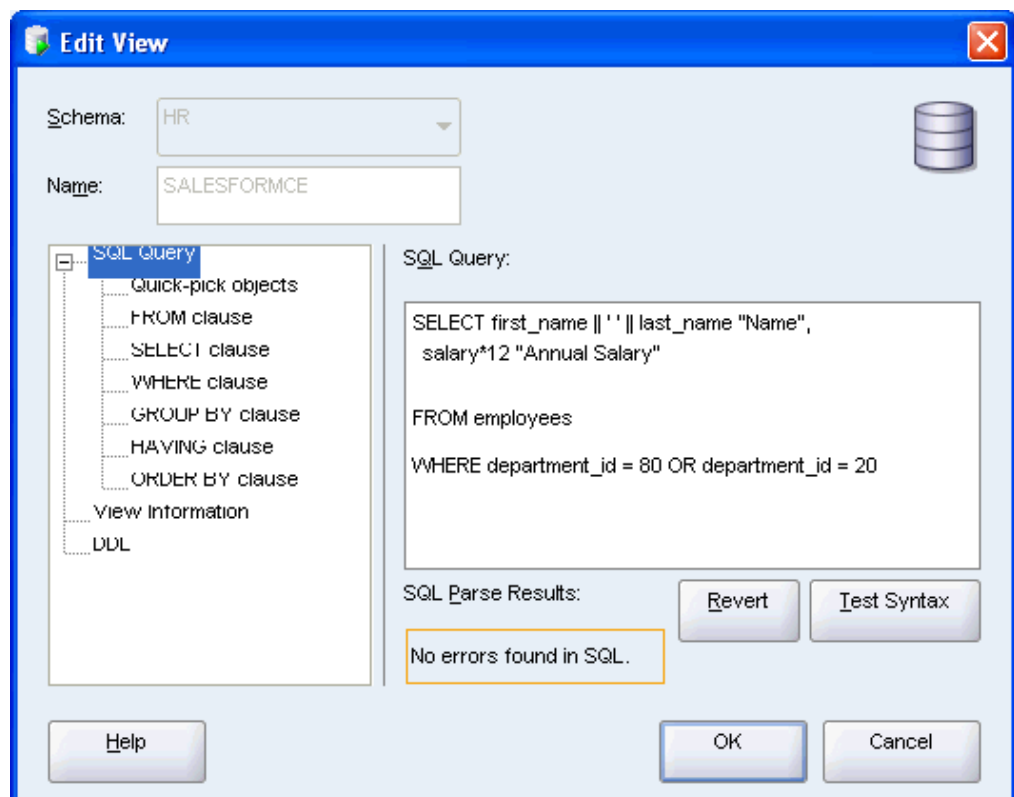 Edit View
Schema:
HR
Name:
SALESFORMCE
SQL Query
Quick-pick objects
FROM clause
SELECT clause
WHERE clause
GROUP BY clause
HAVING clause
ORDER BY clause
View Information
DDL
SQL Query:
SELECT first_name || ' ' || last_name "Name",
salary*12 "Annual Salary"
FROM employees
WHERE department_id = 80 OR department_id = 20
SQL Parse Results:
Revert
Test Syntax
No errors found in SQL.
Help
OK
Cancel